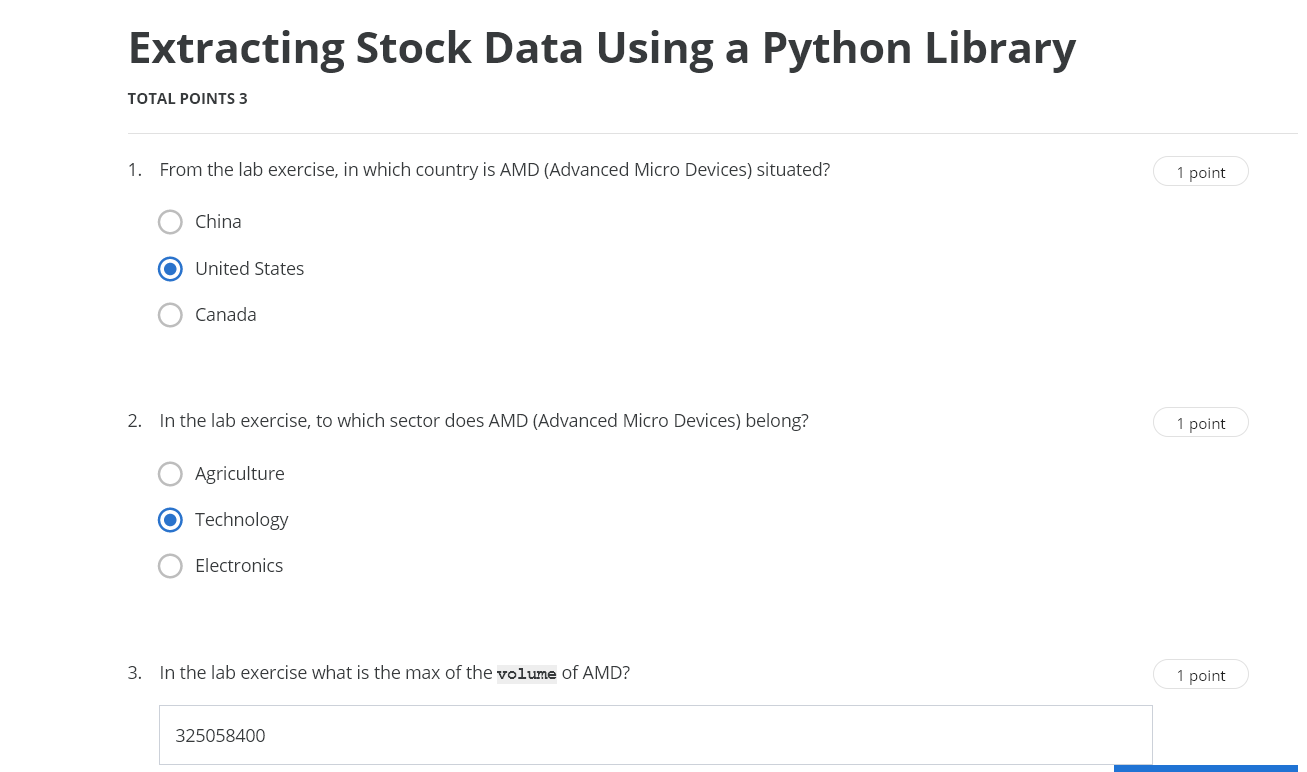 Extracting Stock Data Using a Python Library
TOTAL POINTS 3
1. From the lab exercise, in which country is AMD (Advanced Micro Devices) situated?
1 point
China
United States
Canada
2. In the lab exercise, to which sector does AMD (Advanced Micro Devices) belong?
1 point
Agriculture
Technology
Electronics
3. In the lab exercise what is the max of the volume of AMD?
1 point
325058400